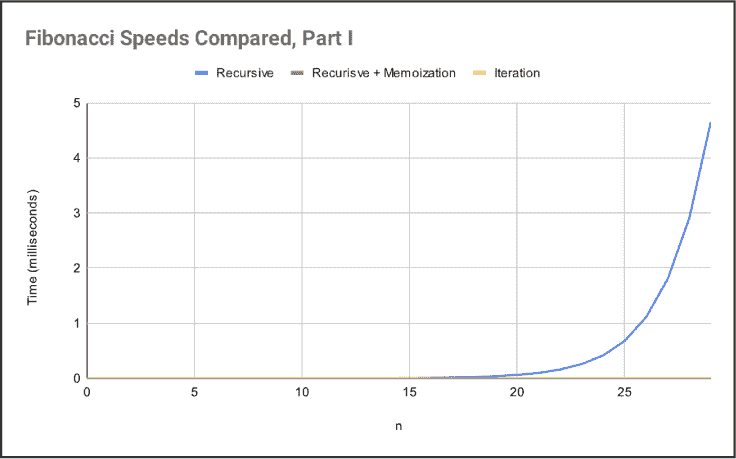 Fibonacci Speeds Compared, Part I
Recursive Recurisve + Memoization Iteration
5
4
3
2
1
0
Time (milliseconds)
0 5 10 15 20 25
n